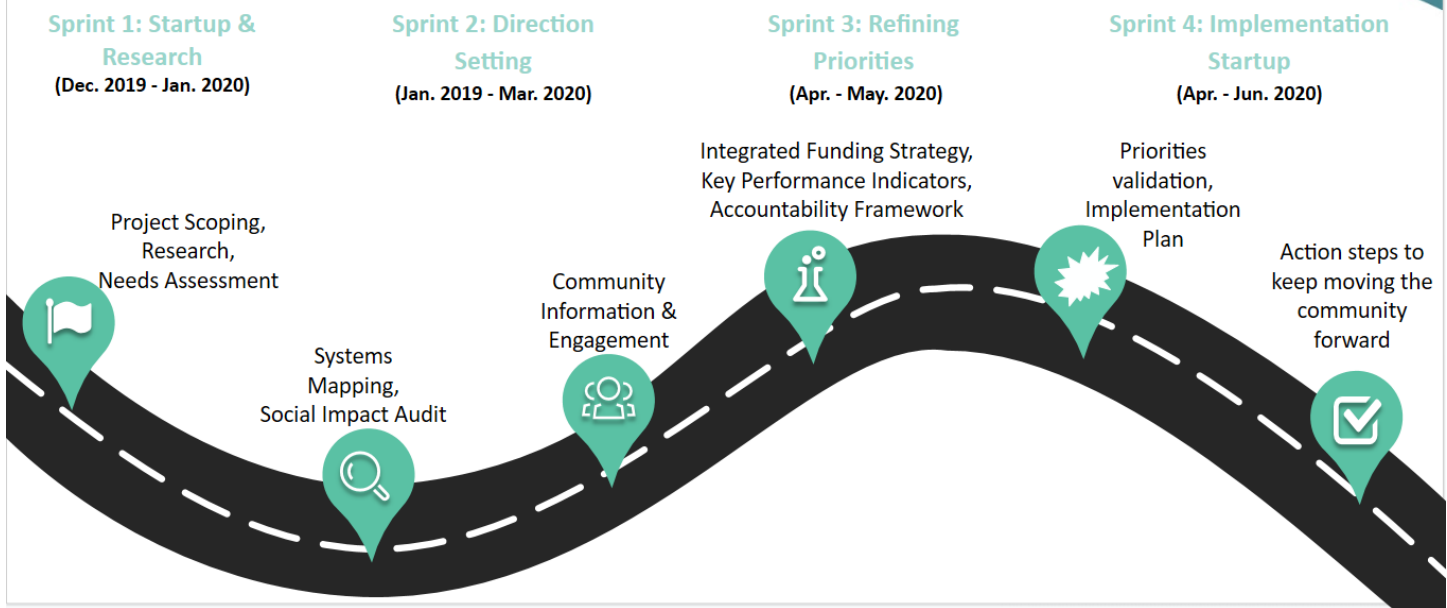 Sprint 1: Startup &
Research
(Dec. 2019 - Jan. 2020)
Sprint 2: Direction
Setting
(Jan. 2019 - Mar. 2020)
Sprint 3: Refining
Priorities
(Apr. - May. 2020)
Sprint 4: Implementation
Startup
(Apr. - Jun. 2020)
Project Scoping,
Research,
Needs Assessment
Systems
Mapping,
Social Impact Audit
Community
Information &
Engagement
Integrated Funding Strategy,
Key Performance Indicators,
Accountability Framework
Priorities
validation,
Implementation
Plan
Action steps to
keep moving the
community
forward